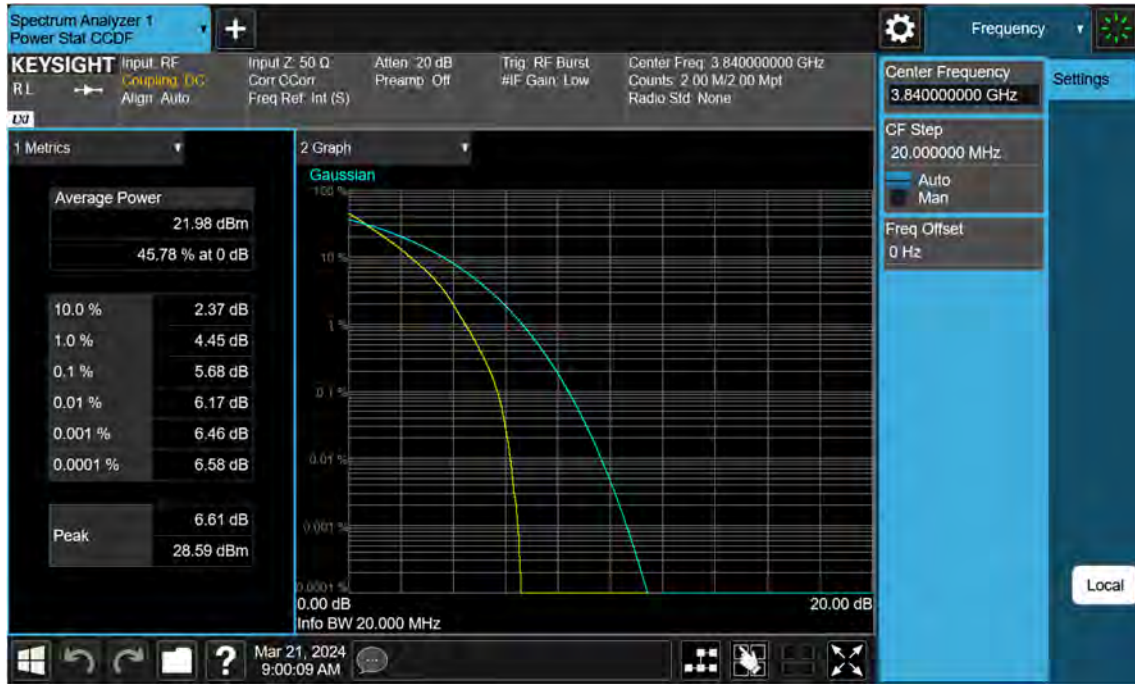 Spectrum Analyzer 1
Power Stat CCDF
+
Frequency
KEYSIGHT
RL
LXI
Input: RF
Coupling: DC
Align: Auto
Input Z: 50 Ω
Corr CCorr
Freq Ref: Int (S)
Atten: 20 dB
Preamp: Off
Trig: RF Burst
#IF Gain: Low
Center Freq: 3.840000000 GHz
Counts: 2.00 M/2.00 Mpt
Radio Std: None
Center Frequency
3.840000000 GHz
Settings
CF Step
20.000000 MHz
Auto
Man
Freq Offset
0 Hz
1 Metrics
Average Power
21.98 dBm
45.78 % at 0 dB
10.0 % 2.37 dB
1.0 % 4.45 dB
0.1 % 5.68 dB
0.01 % 6.17 dB
0.001 % 6.46 dB
0.0001 % 6.58 dB
Peak
6.61 dB
28.59 dBm
2 Graph
Gaussian
100 %
10 %
1 %
0.1 %
0.01 %
0.001 %
0.0001 %
0.00 dB 20.00 dB
Info BW 20.000 MHz
Local
?
Mar 21, 2024
9:00:09 AM